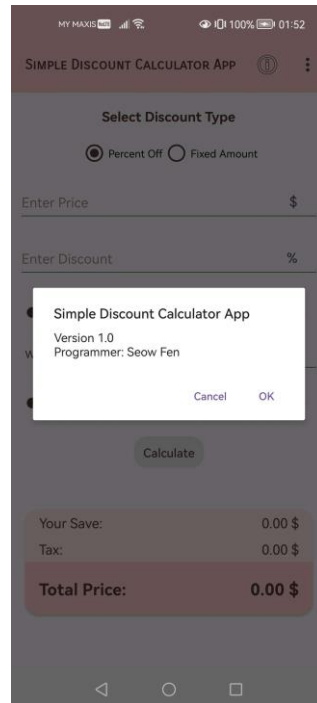 MY MAXIS 100% 01:52
SIMPLE DISCOUNT CALCULATOR APP
Select Discount Type
Percent Off Fixed Amount
Enter Price $
Enter Discount %
Simple Discount Calculator App
Version 1.0
Programmer: Seow Fen
Cancel OK
Calculate
Your Save: 0.00 $
Tax: 0.00 $
Total Price: 0.00 $